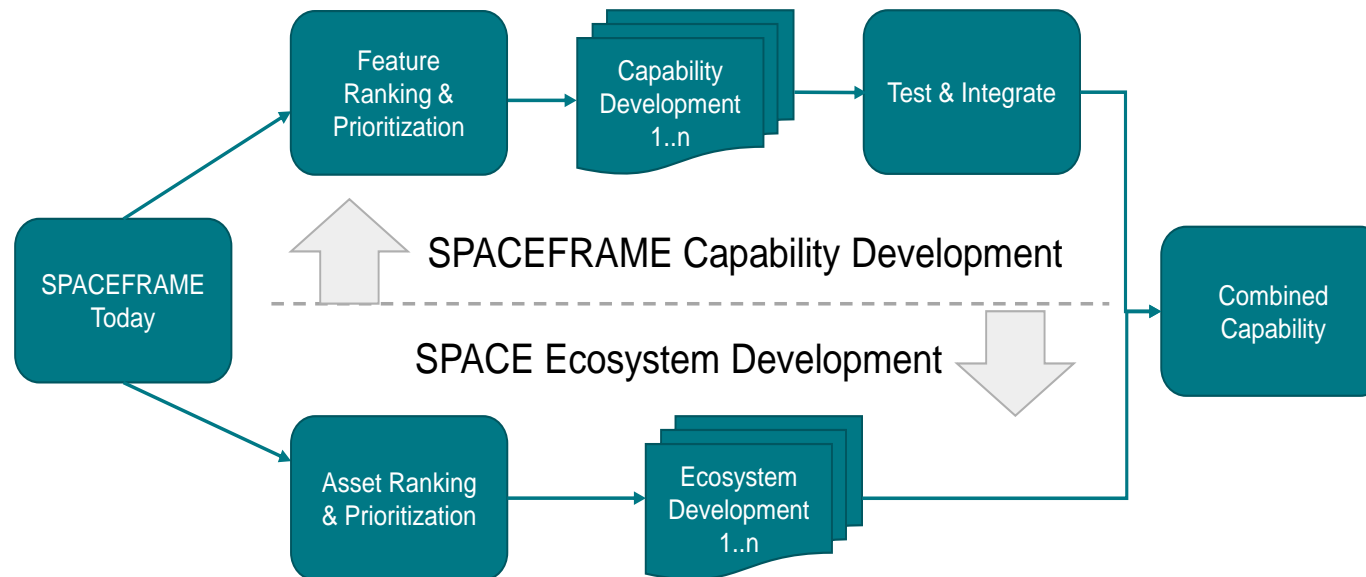 Feature
Ranking &
Prioritization
Capability
Development
1..n
Test & Integrate
SPACEFRAME
Today
SPACEFRAME Capability Development
SPACE Ecosystem Development
Combined
Capability
Asset Ranking
& Prioritization
Ecosystem
Development
1..n